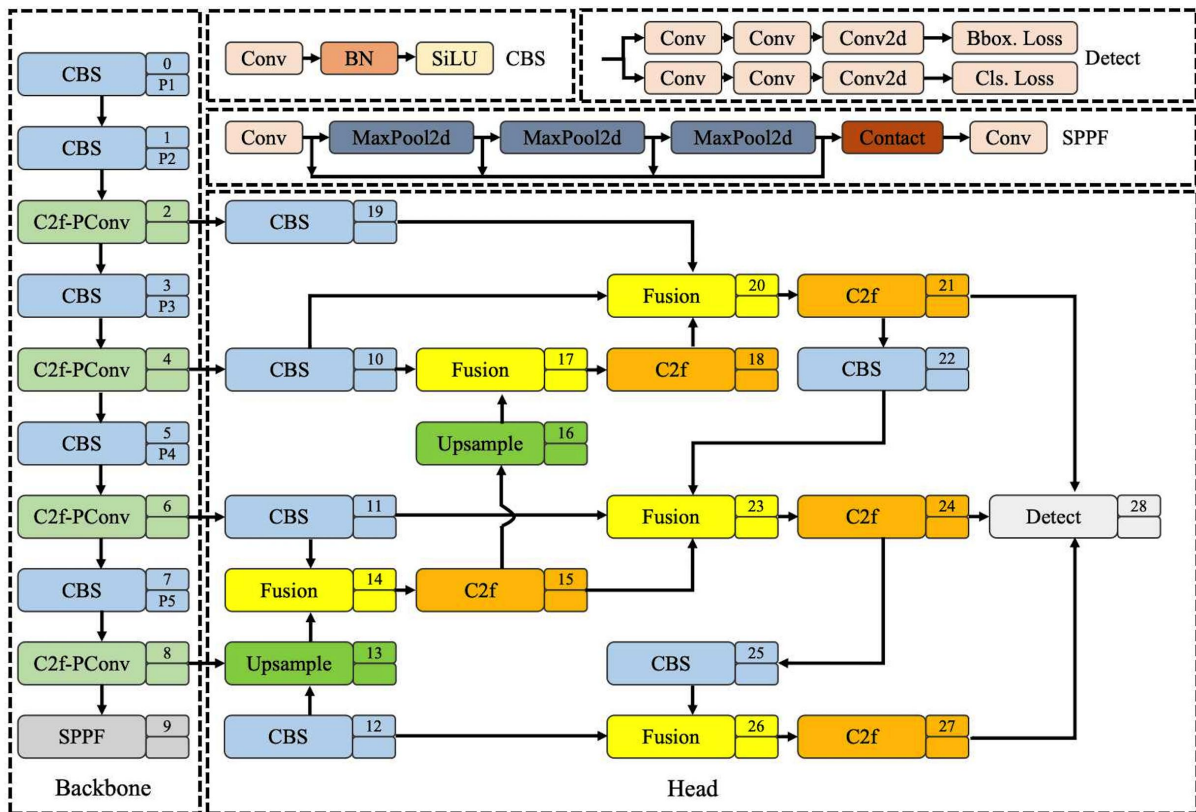 CBS 0 P1
CBS 1 P2
C2f-PConv 2
CBS 3 P3
C2f-PConv 4
CBS 5 P4
C2f-PConv 6
CBS 7 P5
C2f-PConv 8
SPPF 9
Backbone
Conv BN SiLU CBS
Conv Conv Conv2d Bbox. Loss
Detect
Conv Conv Conv2d Cls. Loss
Conv MaxPool2d MaxPool2d MaxPool2d Contact Conv SPPF
CBS 19
Fusion 20 C2f 21
CBS 10 Fusion 17 C2f 18 CBS 22
Upsample 16
CBS 11 Fusion 23 C2f 24 Detect 28
Fusion 14 C2f 15
Upsample 13 CBS 25
CBS 12 Fusion 26 C2f 27
Head